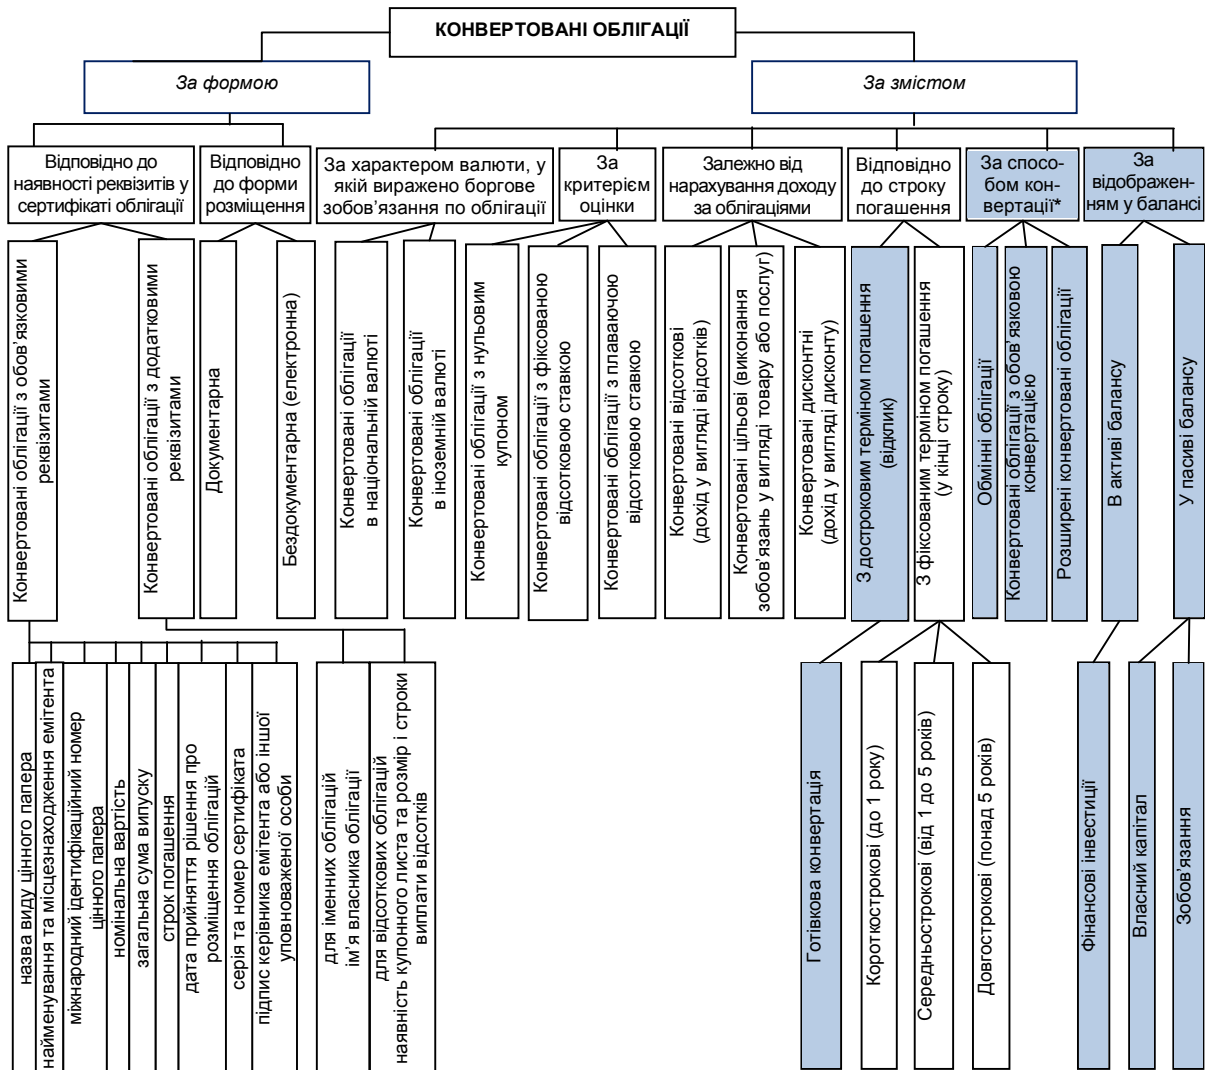 КОНВЕРТОВАНІ ОБЛІГАЦІЇ
За формою
За змістом
Відповідно до
наявності реквізитів у
сертифікаті облігації
Відповідно
до форми
розміщення
За характером валюти, у
якій виражено боргове
зобов'язання по облігації
За
критерієм
оцінки
Залежно від
нарахування доходу
за облігаціями
Відповідно
до строку
погашення
За спосо-
бом кон-
вертації*
За
відображен-
ням у балансі
Конвертовані облігації з обов'язковими
реквізитами
Конвертовані облігації з додатковими
реквізитами
Документарна
Бездокументарна (електронна)
Конвертовані облігації
в національній валюті
Конвертовані облігації
в іноземній валюті
Конвертовані облігації з нульовим
купоном
Конвертовані облігації з фіксованою
відсотковою ставкою
Конвертовані облігації з плаваючою
відсотковою ставкою
Конвертовані відсоткові
(дохід у вигляді відсотків)
Конвертовані цільові (виконання
зобов'язань у вигляді товару або послуг)
Конвертовані дисконтні
(дохід у вигляді дисконту)
З достроковим терміном погашення
(відклик)
З фіксованим терміном погашення
(у кінці строку)
Обмінні облігації
Конвертовані облігації з обов'язковою
конвертацією
Розширені конвертовані облігації
В активі балансу
У пасиві балансу
назва виду цінного папера
найменування та місцезнаходження емітента
міжнародний ідентифікаційний номер
цінного папера
номінальна вартість
загальна сума випуску
строк погашення
дата прийняття рішення про
розміщення облігацій
серія та номер сертифіката
підпис керівника емітента або іншої
уповноваженої особи
для іменних облігацій
ім'я власника облігації
для відсоткових облігацій
наявність купонного листа та розмір і строки
виплати відсотків
Готівкова конвертація
Короткострокові (до 1 року)
Середньострокові (від 1 до 5 років)
Довгострокові (понад 5 років)
Фінансові інвестиції
Власний капітал
Зобов'язання